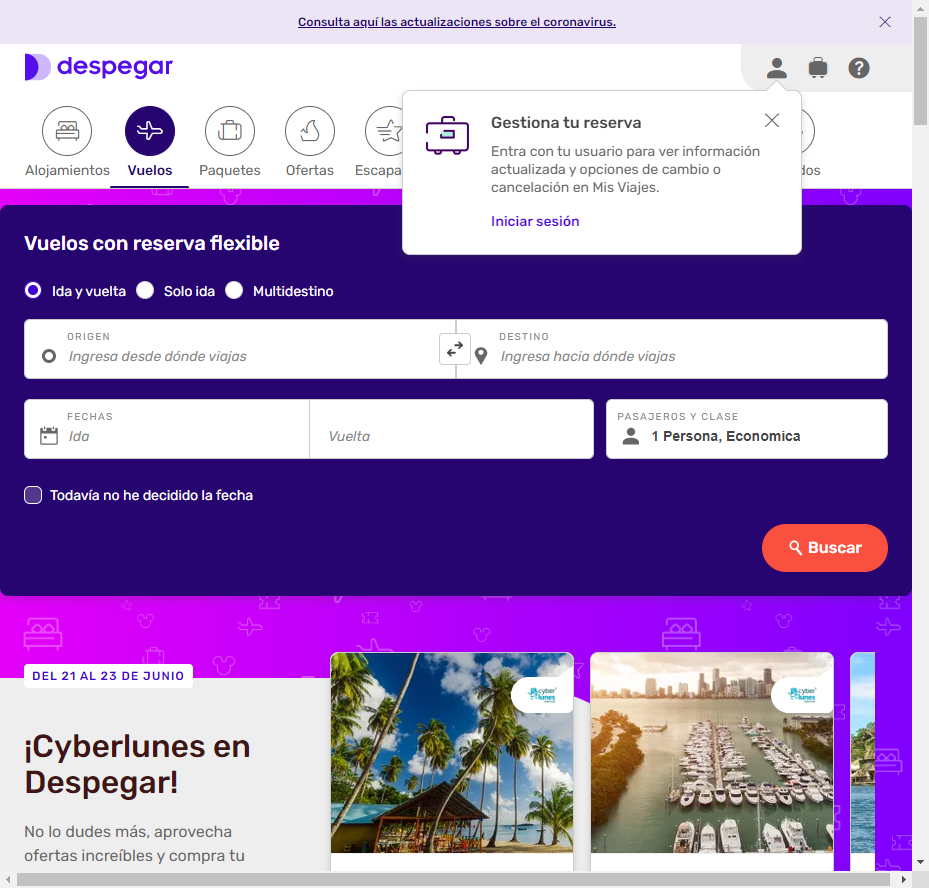 Consulta aquí las actualizaciones sobre el coronavirus.
despegar
Alojamientos
Vuelos
Paquetes
Ofertas
Escapa
dos
Gestiona tu reserva
Entra con tu usuario para ver información
actualizada y opciones de cambio o
cancelación en Mis Viajes.
Iniciar sesión
Vuelos con reserva flexible
Ida y vuelta
Solo ida
Multidestino
ORIGEN
Ingresa desde dónde viajas
DESTINO
Ingresa hacia dónde viajas
FECHAS
Ida
Vuelta
PASAJEROS Y CLASE
1 Persona, Economica
Todavía no he decidido la fecha
Buscar
DEL 21 AL 23 DE JUNIO
¡Cyberlunes en
Despegar!
No lo dudes más, aprovecha
ofertas increíbles y compra tu
cyber
lunes
cyber
lunes